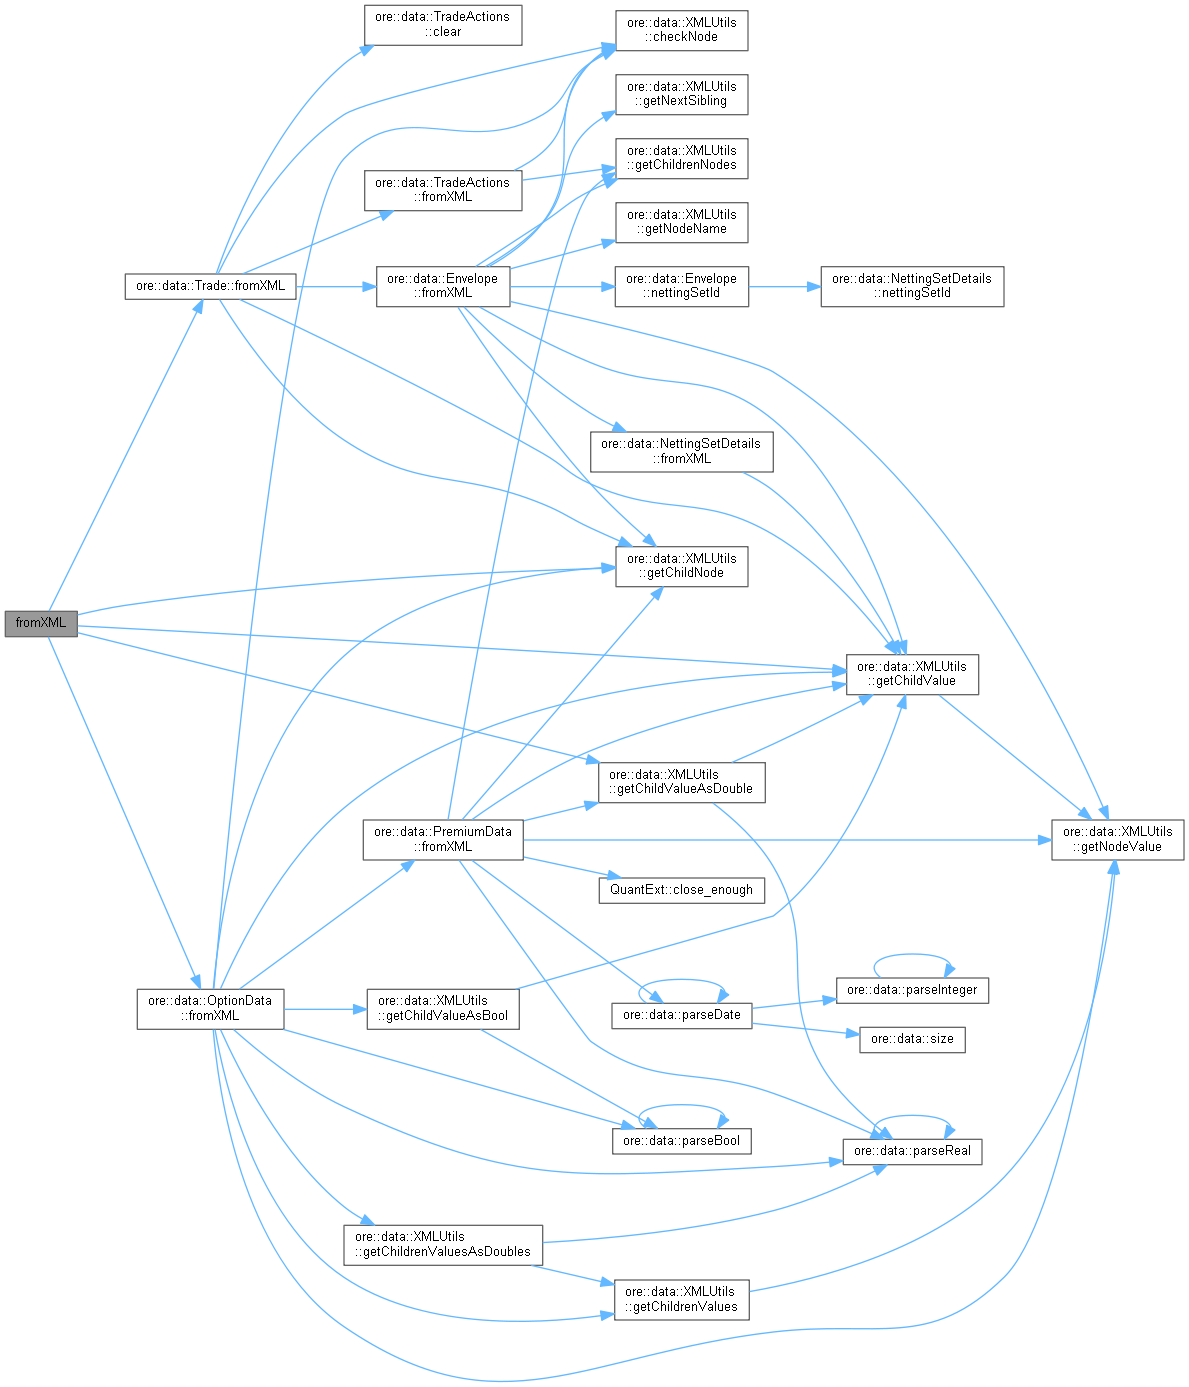 ore::data::TradeActions
::clear
ore::data::XMLUtils
::checkNode
ore::data::XMLUtils
::getNextSibling
ore::data::XMLUtils
::getChildrenNodes
ore::data::TradeActions
::fromXML
ore::data::XMLUtils
::getNodeName
ore::data::Trade::fromXML
ore::data::Envelope
::fromXML
ore::data::Envelope
::nettingSetId
ore::data::NettingSetDetails
::nettingSetId
ore::data::NettingSetDetails
::fromXML
ore::data::XMLUtils
::getChildNode
fromXML
ore::data::XMLUtils
::getChildValue
ore::data::XMLUtils
::getChildValueAsDouble
ore::data::PremiumData
::fromXML
ore::data::XMLUtils
::getNodeValue
QuantExt::close_enough
ore::data::OptionData
::fromXML
ore::data::XMLUtils
::getChildValueAsBool
ore::data::parseDate
ore::data::parseInteger
ore::data::size
ore::data::parseBool
ore::data::parseReal
ore::data::XMLUtils
::getChildrenValuesAsDoubles
ore::data::XMLUtils
::getChildrenValues